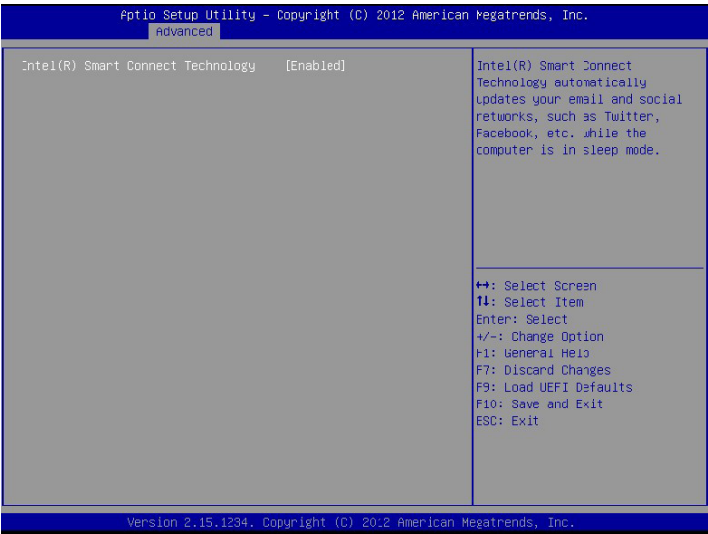 Aptio Setup Utility – Copyright (C) 2012 American Megatrends, Inc.
Advanced
Intel(R) Smart Connect Technology [Enabled]
Intel(R) Smart Connect
Technology automatically
updates your email and social
networks, such as Twitter,
Facebook, etc. while the
computer is in sleep mode.
↔: Select Screen
↑↓: Select Item
Enter: Select
+/-: Change Option
F1: General Help
F7: Discard Changes
F9: Load UEFI Defaults
F10: Save and Exit
ESC: Exit
Version 2.15.1234. Copyright (C) 2012 American Megatrends, Inc.